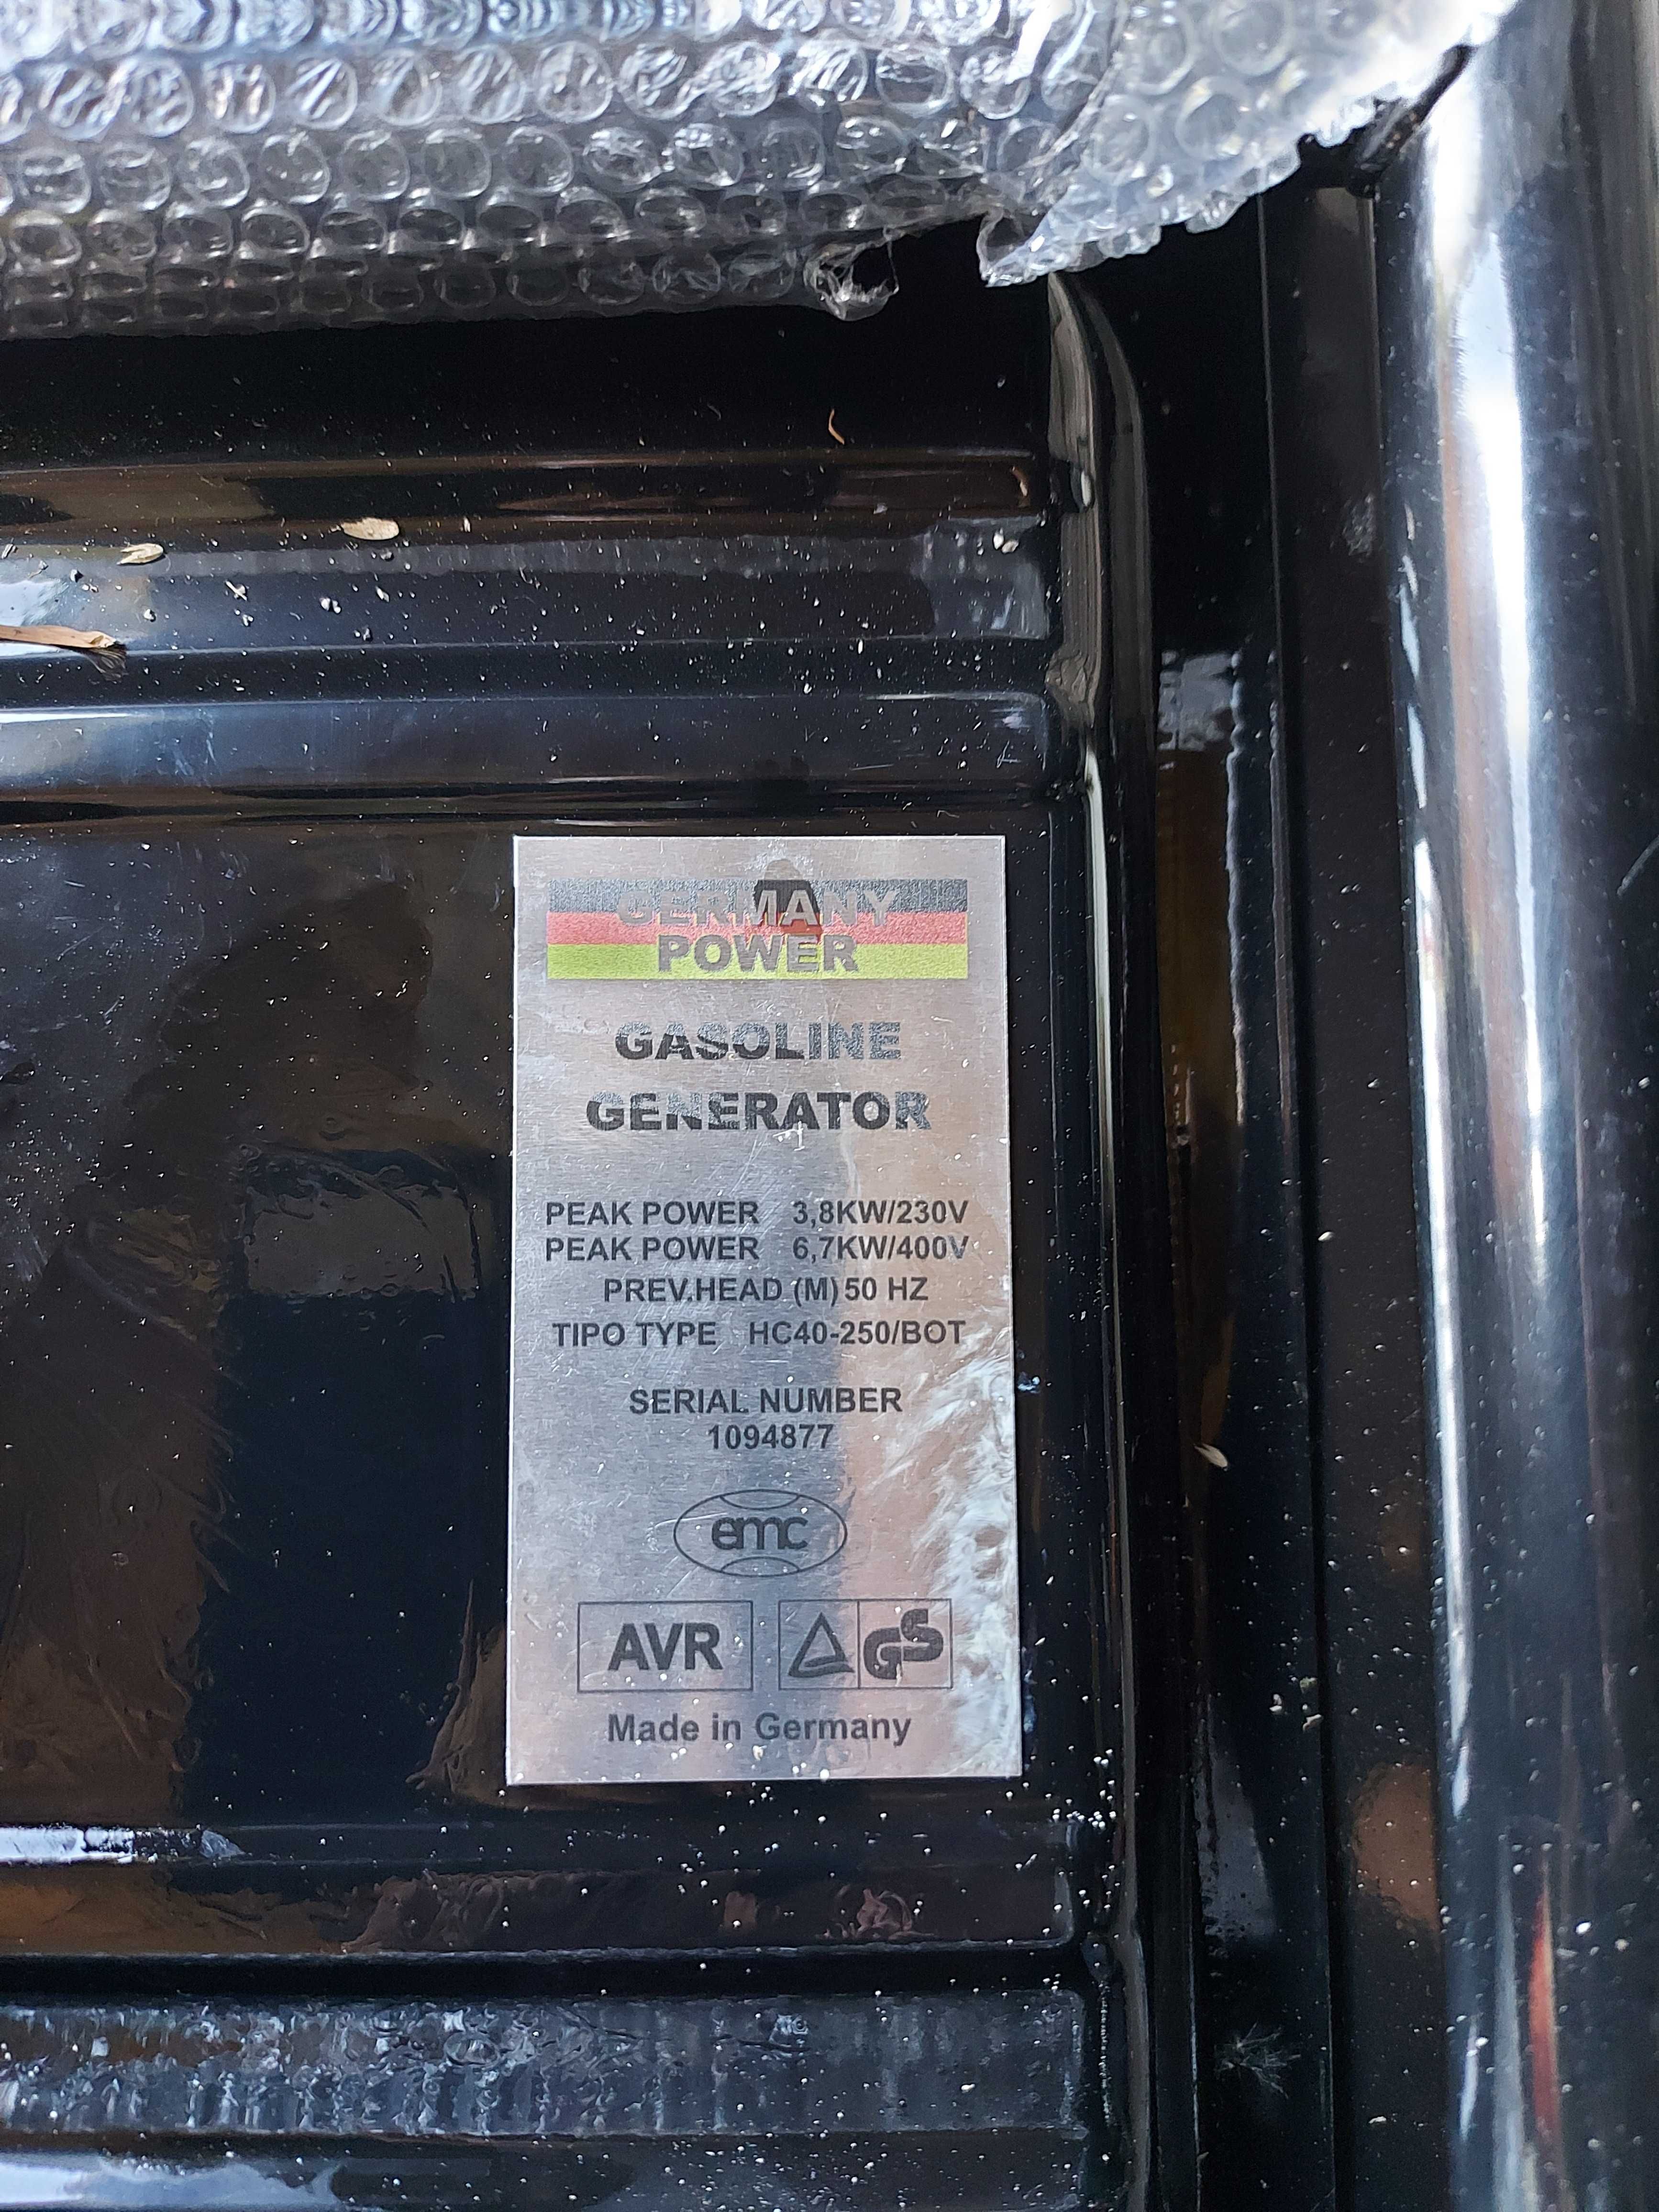 GERMANY
POWER
GASOLINE
GENERATOR
PEAK POWER 3,8KW/230V
PEAK POWER 6,7KW/400V
PREV.HEAD (M) 50 HZ
TIPO TYPE HC40-250/BOT
SERIAL NUMBER
1094877
emc
AVR GS
Made in Germany